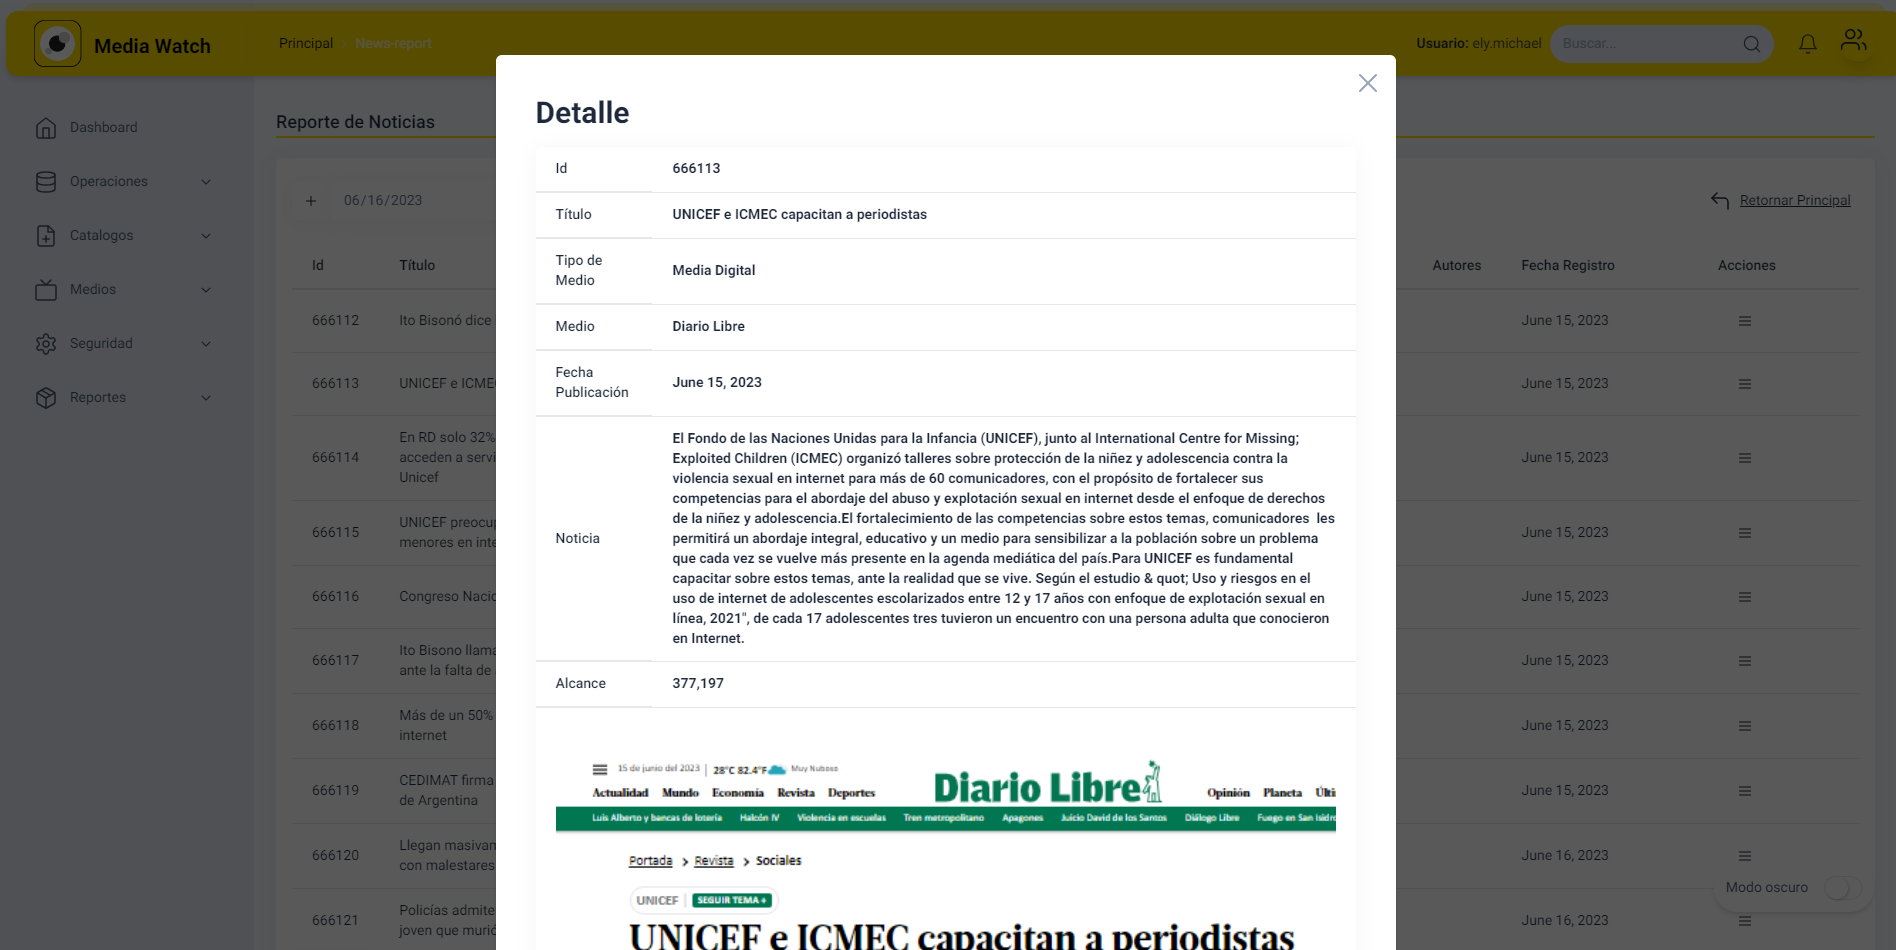 Media Watch
Principal
News-report
Usuario: ely.michael
Buscar...
Dashboard
Operaciones
Catalogos
Medios
Seguridad
Reportes
Reporte de Noticias
+ 06/16/2023
Retornar Principal
Id Título Autores Fecha Registro Acciones
666112 Ito Bisonó dice June 15, 2023
666113 UNICEF e ICME June 15, 2023
666114 En RD solo 32% June 15, 2023
acceden a servi
Unicef
666115 UNICEF preocup June 15, 2023
menores en inte
666116 Congreso Nacio June 15, 2023
666117 Ito Bisono llama June 15, 2023
ante la falta de
666118 Más de un 50% June 15, 2023
internet
666119 CEDIMAT firma June 15, 2023
de Argentina
666120 Llegan masivam June 16, 2023
con malestares
666121 Policías admite June 16, 2023
joven que murió
Modo oscuro
Detalle
Id 666113
Título UNICEF e ICMEC capacitan a periodistas
Tipo de
Medio Media Digital
Medio Diario Libre
Fecha
Publicación June 15, 2023
Noticia
El Fondo de las Naciones Unidas para la Infancia (UNICEF), junto al International Centre for Missing;
Exploited Children (ICMEC) organizó talleres sobre protección de la niñez y adolescencia contra la
violencia sexual en internet para más de 60 comunicadores, con el propósito de fortalecer sus
competencias para el abordaje del abuso y explotación sexual en internet desde el enfoque de derechos
de la niñez y adolescencia.El fortalecimiento de las competencias sobre estos temas, comunicadores  les
permitirá un abordaje integral, educativo y un medio para sensibilizar a la población sobre un problema
que cada vez se vuelve más presente en la agenda mediática del país.Para UNICEF es fundamental
capacitar sobre estos temas, ante la realidad que se vive. Según el estudio & quot; Uso y riesgos en el
uso de internet de adolescentes escolarizados entre 12 y 17 años con enfoque de explotación sexual en
línea, 2021", de cada 17 adolescentes tres tuvieron un encuentro con una persona adulta que conocieron
en Internet.
Alcance 377,197
15 de junio del 2023 | 28°C 82.4°F Muy Nuboso
Diario Libre
Actualidad Mundo Economía Revista Deportes Opinión Planeta Últi
Luis Alberto y bancas de lotería Halcón IV Violencia en escuelas Tren metropolitano Apagones Juicio David de los Santos Diálogo Libre Fuego en San Isidro
Portada > Revista > Sociales
UNICEF | SEGUIR TEMA +
UNICEF e ICMEC capacitan a periodistas